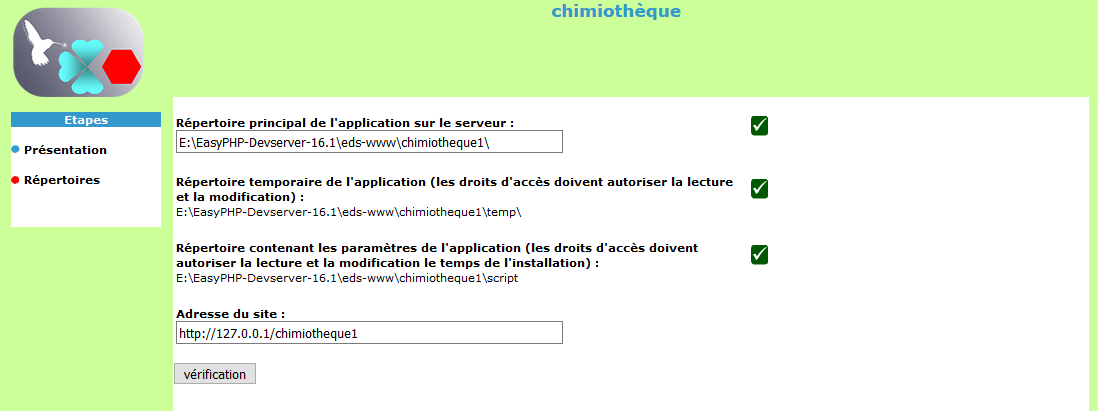 chimiothèque
Etapes
Présentation
Répertoires
Répertoire principal de l'application sur le serveur :
E:\EasyPHP-Devserver-16.1\eds-www\chimiotheque1\
Répertoire temporaire de l'application (les droits d'accès doivent autoriser la lecture
et la modification) :
E:\EasyPHP-Devserver-16.1\eds-www\chimiotheque1\temp\
Répertoire contenant les paramètres de l'application (les droits d'accès doivent
autoriser la lecture et la modification le temps de l'installation) :
E:\EasyPHP-Devserver-16.1\eds-www\chimiotheque1\script
Adresse du site :
http://127.0.0.1/chimiotheque1
vérification